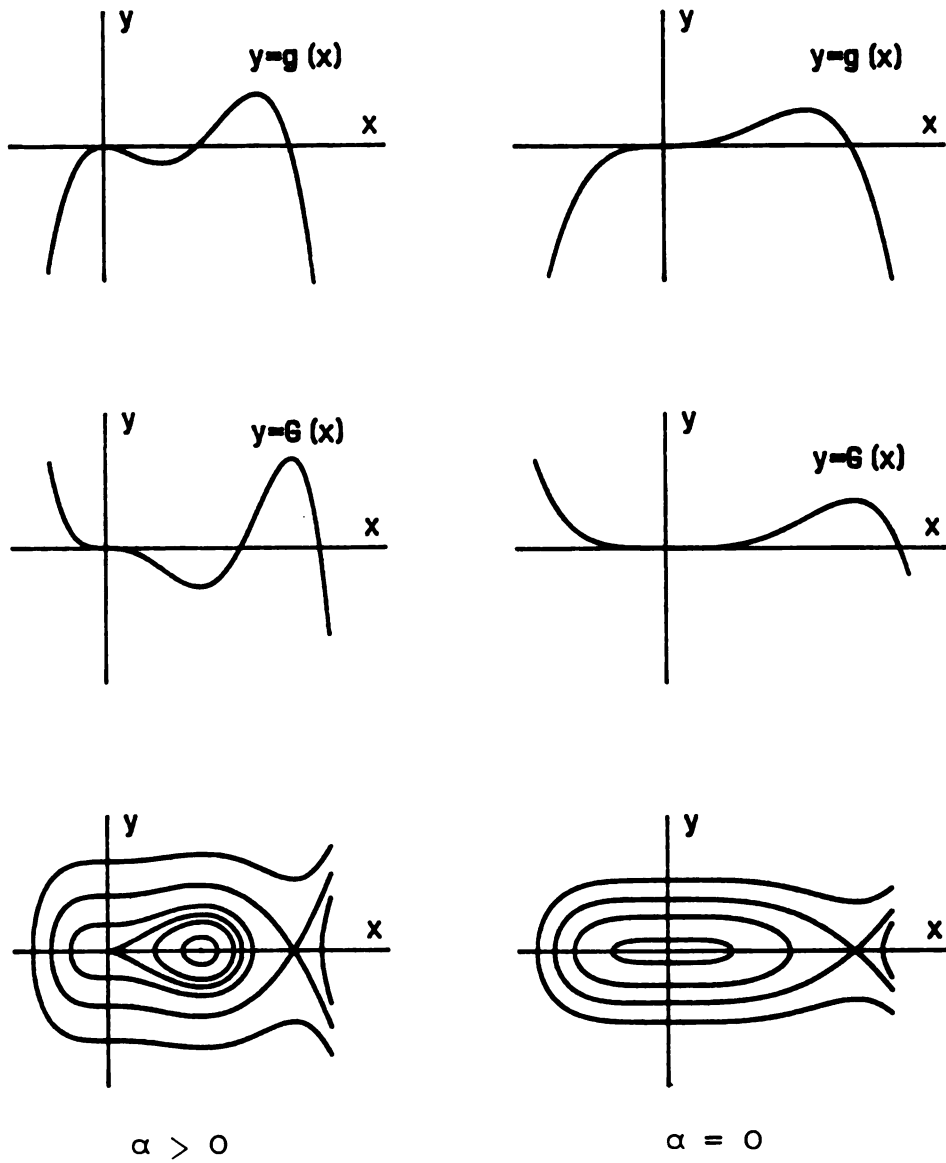 y y
y=g (x) y=g (x)
x x
y y
y=G (x) y=G (x)
x x
y y
x x
α > 0 α = 0